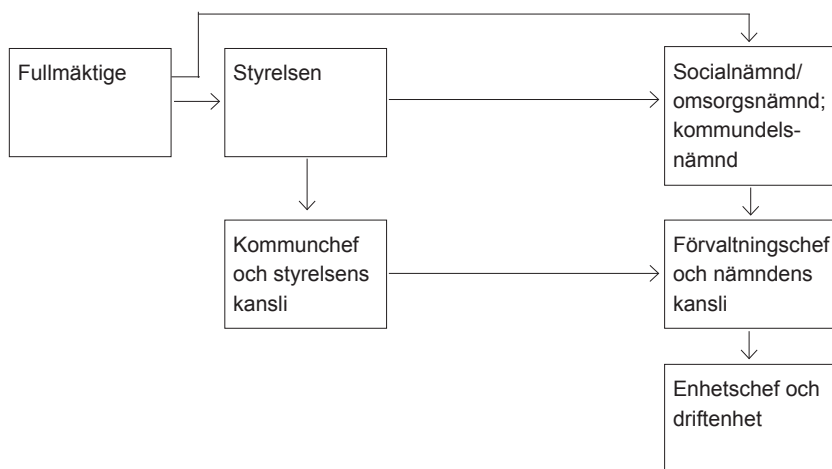 Fullmäktige
Styrelsen
Socialnämnd/
omsorgsnämnd;
kommundels-
nämnd
Kommunchef
och styrelsens
kansli
Förvaltningschef
och nämndens
kansli
Enhetschef och
driftenhet